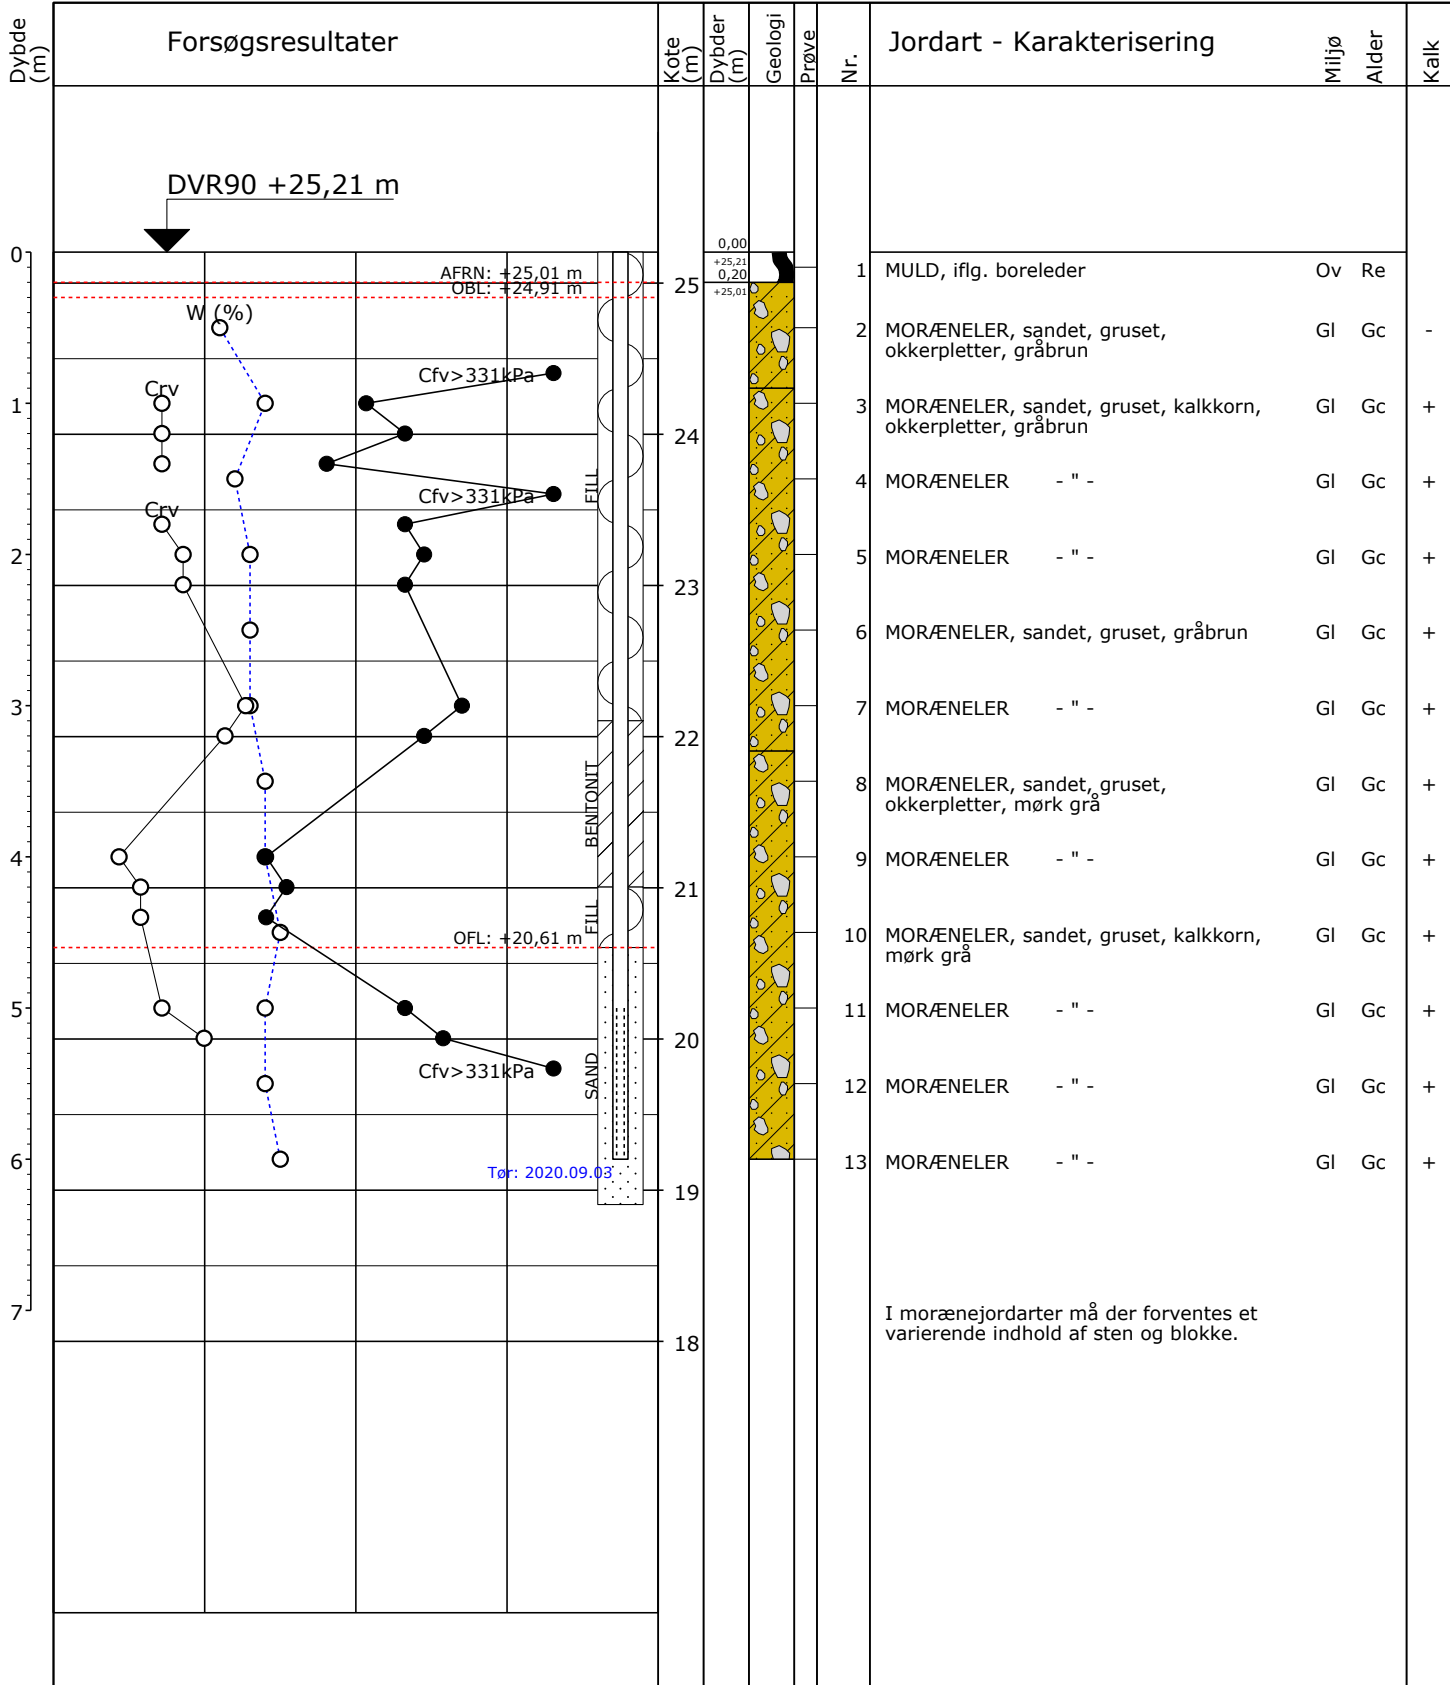 Dybde
(m)
Forsøgsresultater
Kote
(m)
Dybder
(m)
Geologi
Prøve
Nr.
Jordart - Karakterisering
Miljø
Alder
Kalk
DVR90 +25,21 m
0
0,00
+25,21
0,20
+25,01
AFRN: +25,01 m
OBL: +24,91 m
25
1 MULD, iflg. boreleder Ov Re
W (%)
2 MORÆNELER, sandet, gruset, Gl Gc -
okkerpletter, gråbrun
Cfv>331kPa
Crv
1
3 MORÆNELER, sandet, gruset, kalkkorn, Gl Gc +
okkerpletter, gråbrun
24
FILL
4 MORÆNELER - " - Gl Gc +
Cfv>331kPa
Crv
2
5 MORÆNELER - " - Gl Gc +
23
6 MORÆNELER, sandet, gruset, gråbrun Gl Gc +
3
7 MORÆNELER - " - Gl Gc +
22
BENTONIT
8 MORÆNELER, sandet, gruset, Gl Gc +
okkerpletter, mørk grå
4
9 MORÆNELER - " - Gl Gc +
21
FILL
OFL: +20,61 m
10 MORÆNELER, sandet, gruset, kalkkorn, Gl Gc +
mørk grå
5
11 MORÆNELER - " - Gl Gc +
20
SAND
Cfv>331kPa
12 MORÆNELER - " - Gl Gc +
6
13 MORÆNELER - " - Gl Gc +
Tør: 2020.09.03
19
7
I morænejordarter må der forventes et
varierende indhold af sten og blokke.
18